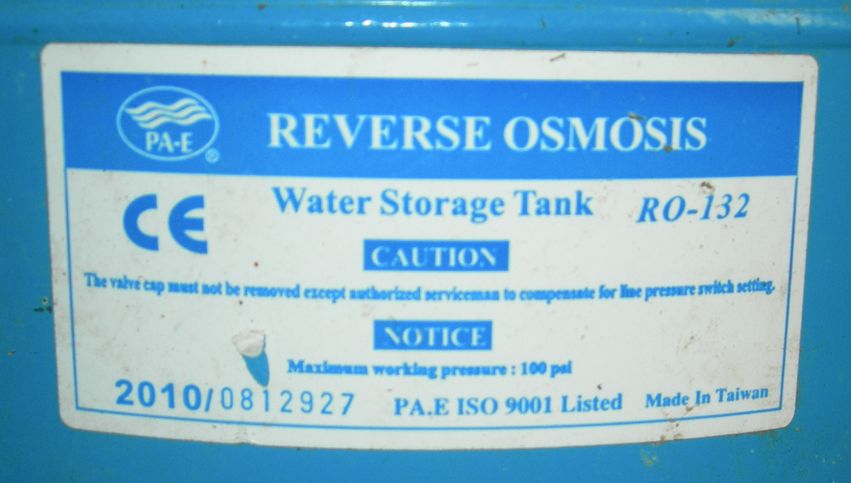 PA-E ®
REVERSE OSMOSIS
CE
Water Storage Tank RO-132
CAUTION
The valve cap must not be removed except authorized serviceman to compensate for line pressure switch setting.
NOTICE
Maximum working pressure : 100 psi
2010/0812927 PA.E ISO 9001 Listed Made In Taiwan